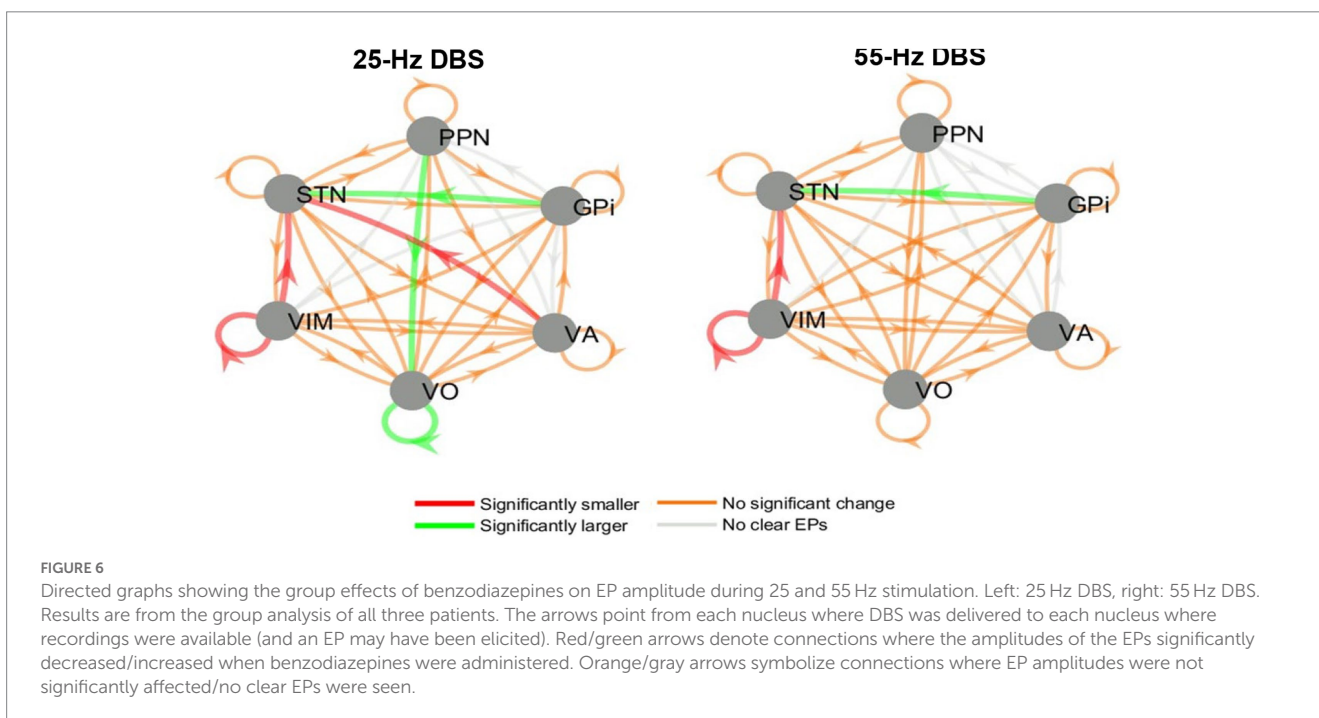 25-Hz DBS 55-Hz DBS
PPN PPN
STN STN
GPi GPi
VIM VA VIM VA
VO VO
Significantly smaller No significant change
Significantly larger No clear EPs
FIGURE 6
Directed graphs showing the group effects of benzodiazepines on EP amplitude during 25 and 55 Hz stimulation. Left: 25 Hz DBS, right: 55 Hz DBS.
Results are from the group analysis of all three patients. The arrows point from each nucleus where DBS was delivered to each nucleus where
recordings were available (and an EP may have been elicited). Red/green arrows denote connections where the amplitudes of the EPs significantly
decreased/increased when benzodiazepines were administered. Orange/gray arrows symbolize connections where EP amplitudes were not
significantly affected/no clear EPs were seen.